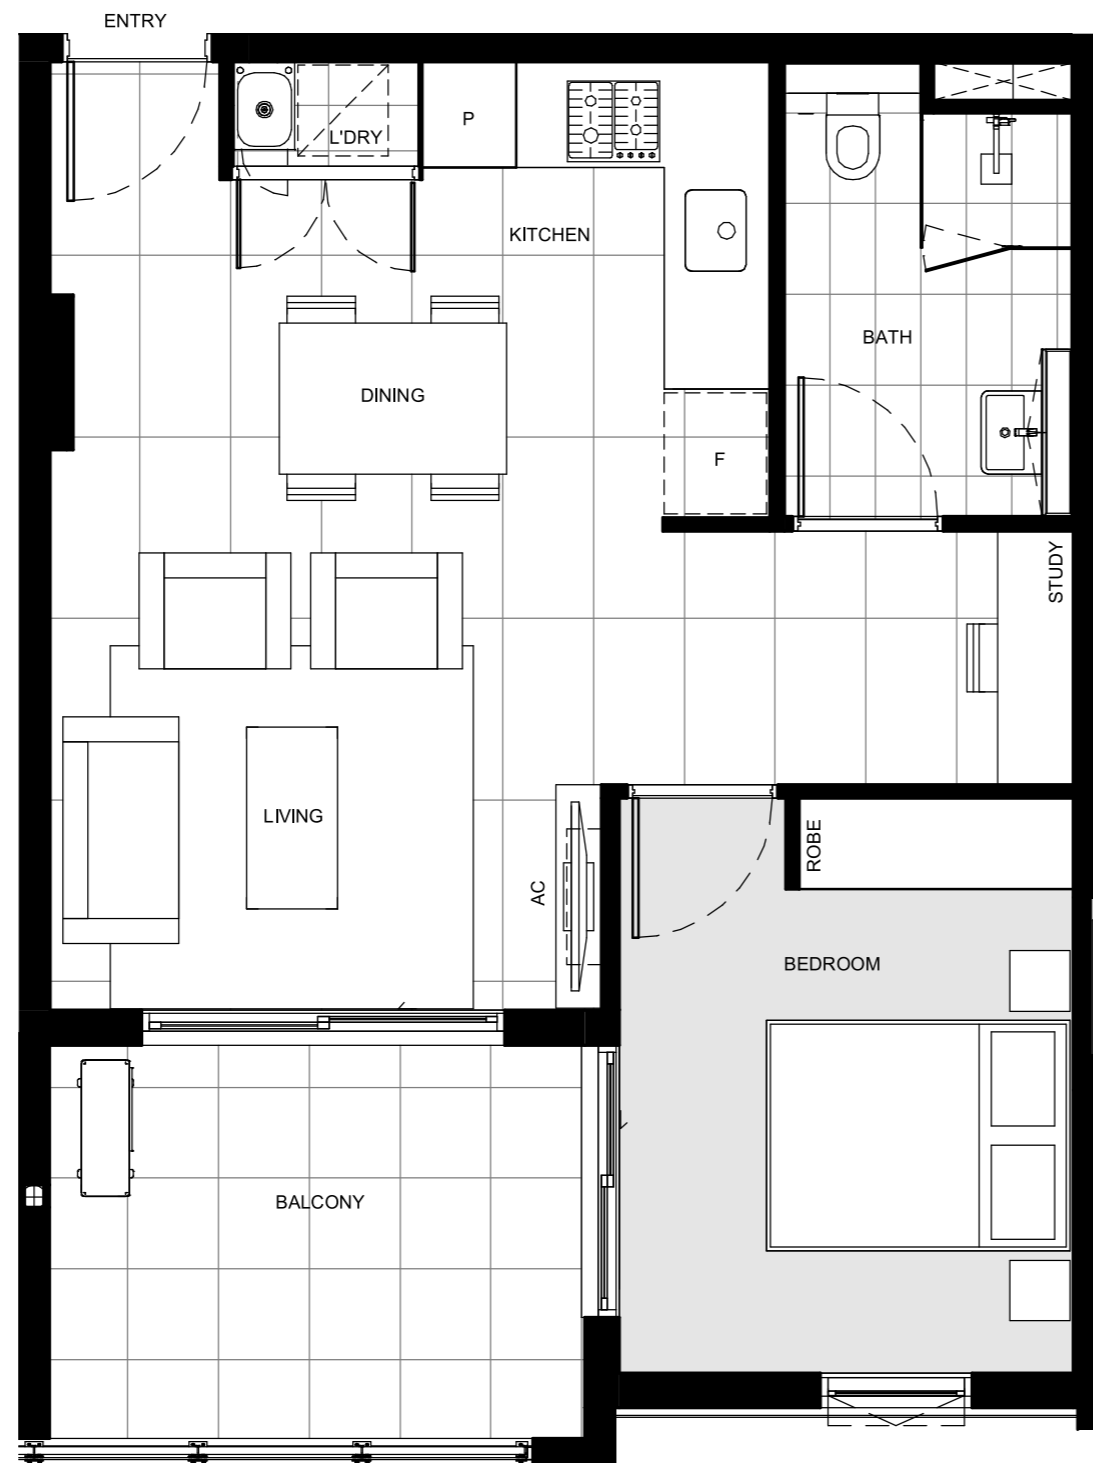 ENTRY
P
L'DRY
KITCHEN
BATH
DINING
F
STUDY
LIVING
ROBE
AC
BEDROOM
BALCONY